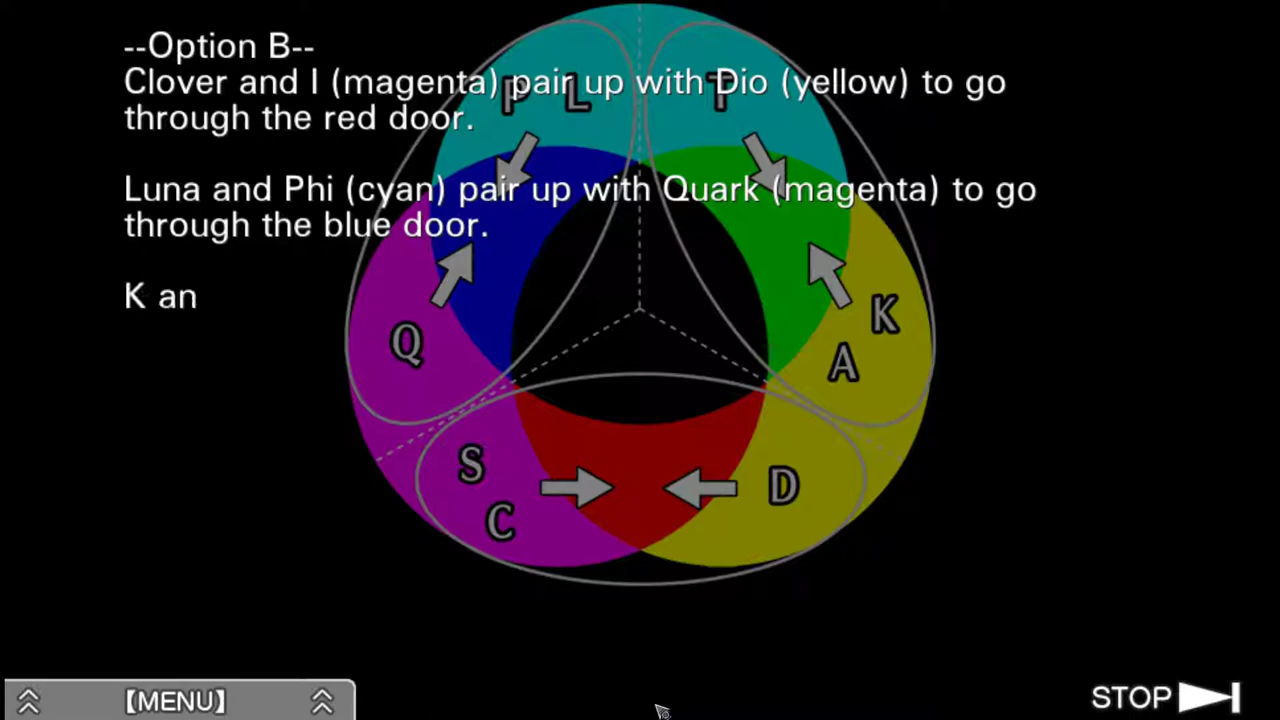 --Option B--
Clover and I (magenta) pair up with Dio (yellow) to go
through the red door.
Luna and Phi (cyan) pair up with Quark (magenta) to go
through the blue door.
K an
P L T
Q
K
A
S
D
C
【MENU】
STOP